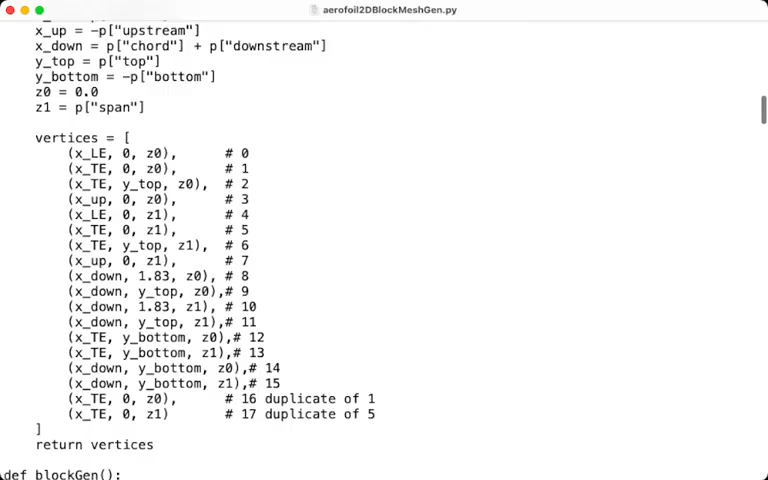 aerofoil2DBlockMeshGen.py
x_up = -p["upstream"]
x_down = p["chord"] + p["downstream"]
y_top = p["top"]
y_bottom = -p["bottom"]
z0 = 0.0
z1 = p["span"]
vertices = [
(x_LE, 0, z0), # 0
(x_TE, 0, z0), # 1
(x_TE, y_top, z0), # 2
(x_up, 0, z0), # 3
(x_LE, 0, z1), # 4
(x_TE, 0, z1), # 5
(x_TE, y_top, z1), # 6
(x_up, 0, z1), # 7
(x_down, 1.83, z0), # 8
(x_down, y_top, z0),# 9
(x_down, 1.83, z1), # 10
(x_down, y_top, z1),# 11
(x_TE, y_bottom, z0),# 12
(x_TE, y_bottom, z1),# 13
(x_down, y_bottom, z0),# 14
(x_down, y_bottom, z1),# 15
(x_TE, 0, z0), # 16 duplicate of 1
(x_TE, 0, z1) # 17 duplicate of 5
]
return vertices
def blockGen():